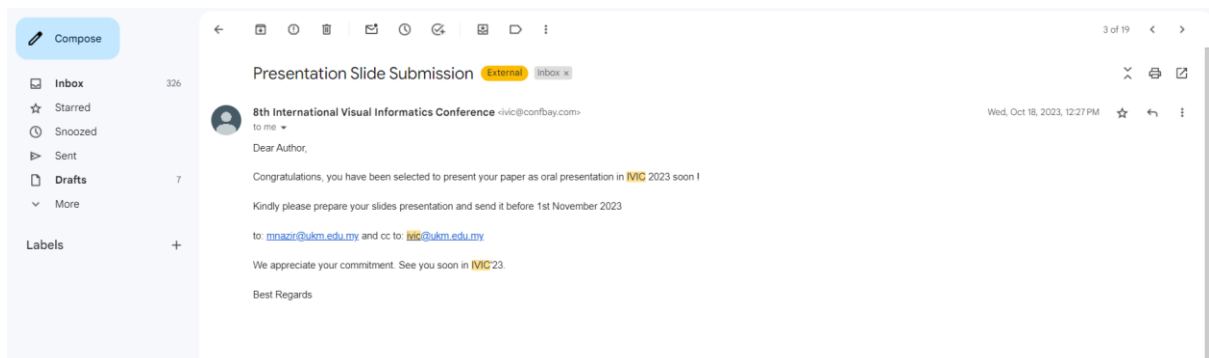 Compose
3 of 19
Presentation Slide Submission External Inbox ×
Inbox 326
Starred
Snoozed
Sent
Drafts 7
More
Labels +
8th International Visual Informatics Conference <ivic@confbay.com>
Wed, Oct 18, 2023, 12:27 PM
to me
Dear Author,
Congratulations, you have been selected to present your paper as oral presentation in IVIC 2023 soon !
Kindly please prepare your slides presentation and send it before 1st November 2023
to: mnazir@ukm.edu.my and cc to: ivic@ukm.edu.my
We appreciate your commitment. See you soon in IVIC'23.
Best Regards